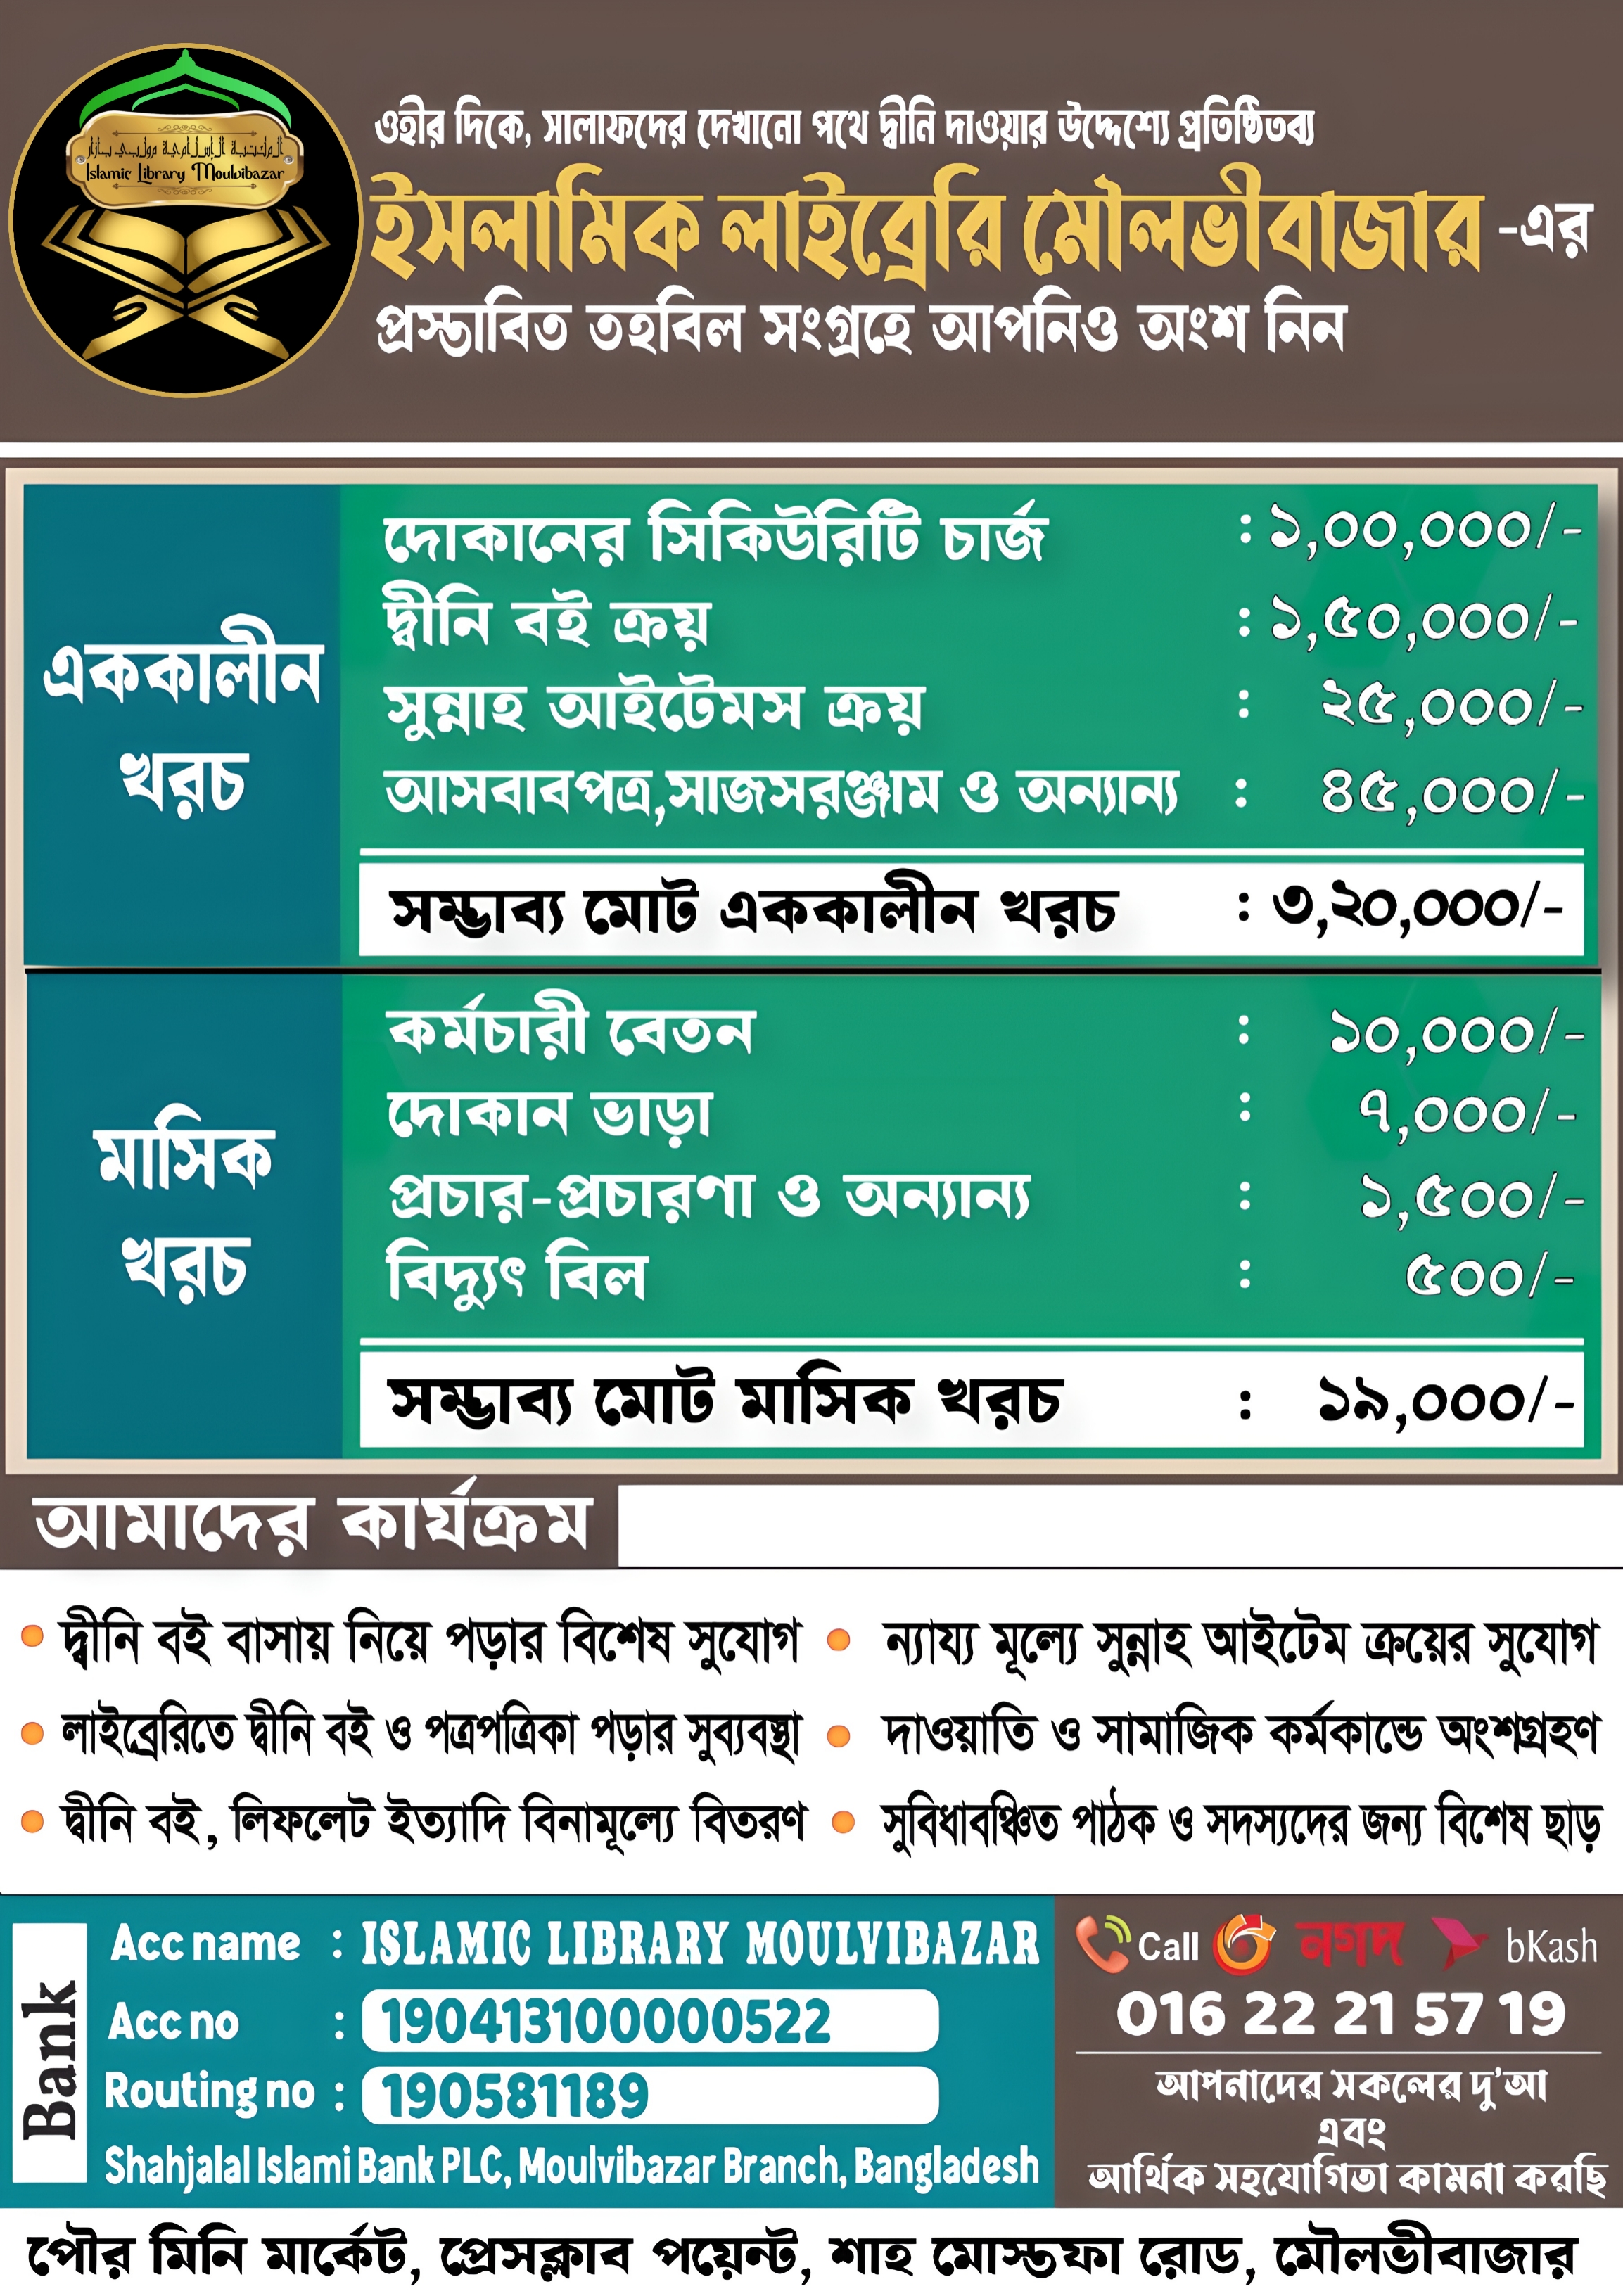 المكتبة الإسلامية مولبي بازار
Islamic Library Moulvibazar
ওহীর দিকে, সালাফদের দেখানো পথে দ্বীনি দাওয়ার উদ্দেশ্যে প্রতিষ্ঠিতব্য
ইসলামিক লাইব্রেরি মৌলভীবাজার -এর
প্রস্তাবিত তহবিল সংগ্রহে আপনিও অংশ নিন
এককালীন
খরচ
দোকানের সিকিউরিটি চার্জ : ১,০০,০০০/-
দ্বীনি বই ক্রয় : ১,৫০,০০০/-
সুন্নাহ আইটেমস ক্রয় : ২৫,০০০/-
আসবাবপত্র,সাজসরঞ্জাম ও অন্যান্য : ৪৫,০০০/-
সম্ভাব্য মোট এককালীন খরচ : ৩,২০,০০০/-
মাসিক
খরচ
কর্মচারী বেতন : ১০,০০০/-
দোকান ভাড়া : ৭,০০০/-
প্রচার-প্রচারণা ও অন্যান্য : ১,৫০০/-
বিদ্যুৎ বিল : ৫০০/-
সম্ভাব্য মোট মাসিক খরচ : ১৯,০০০/-
আমাদের কার্যক্রম
• দ্বীনি বই বাসায় নিয়ে পড়ার বিশেষ সুযোগ
• লাইব্রেরিতে দ্বীনি বই ও পত্রপত্রিকা পড়ার সুব্যবস্থা
• দ্বীনি বই, লিফলেট ইত্যাদি বিনামূল্যে বিতরণ
• ন্যায্য মূল্যে সুন্নাহ আইটেম ক্রয়ের সুযোগ
• দাওয়াতি ও সামাজিক কর্মকান্ডে অংশগ্রহণ
• সুবিধাবঞ্চিত পাঠক ও সদস্যদের জন্য বিশেষ ছাড়
Bank
Acc name : ISLAMIC LIBRARY MOULVIBAZAR
Acc no : 190413100000522
Routing no : 190581189
Shahjalal Islami Bank PLC, Moulvibazar Branch, Bangladesh
Call নগদ bKash
016 22 21 57 19
আপনাদের সকলের দু'আ
এবং
আর্থিক সহযোগিতা কামনা করছি
পৌর মিনি মার্কেট, প্রেসক্লাব পয়েন্ট, শাহ মোস্তফা রোড, মৌলভীবাজার